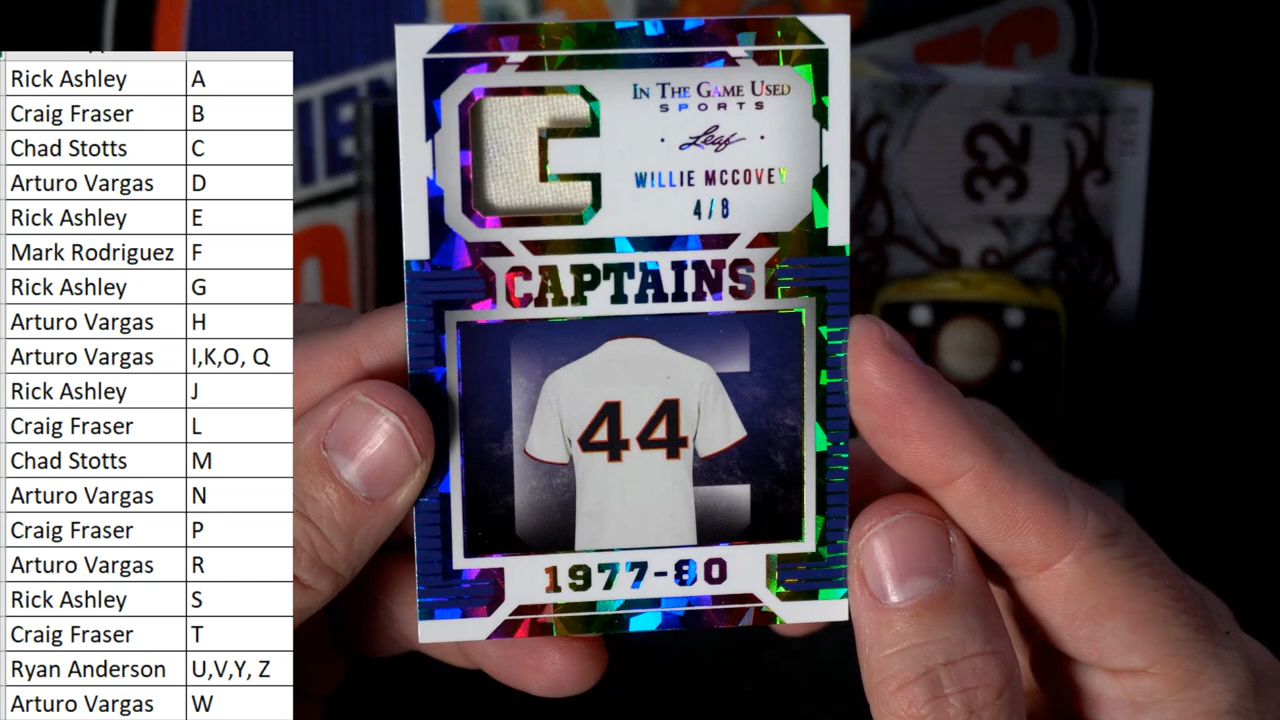 Rick Ashley A
Craig Fraser B
Chad Stotts C
Arturo Vargas D
Rick Ashley E
Mark Rodriguez F
Rick Ashley G
Arturo Vargas H
Arturo Vargas I,K,O, Q
Rick Ashley J
Craig Fraser L
Chad Stotts M
Arturo Vargas N
Craig Fraser P
Arturo Vargas R
Rick Ashley S
Craig Fraser T
Ryan Anderson U,V,Y, Z
Arturo Vargas W
IN THE GAME USED
SPORTS
Leaf
WILLIE MCCOVEY
4/8
CAPTAINS
44
1977-80
32